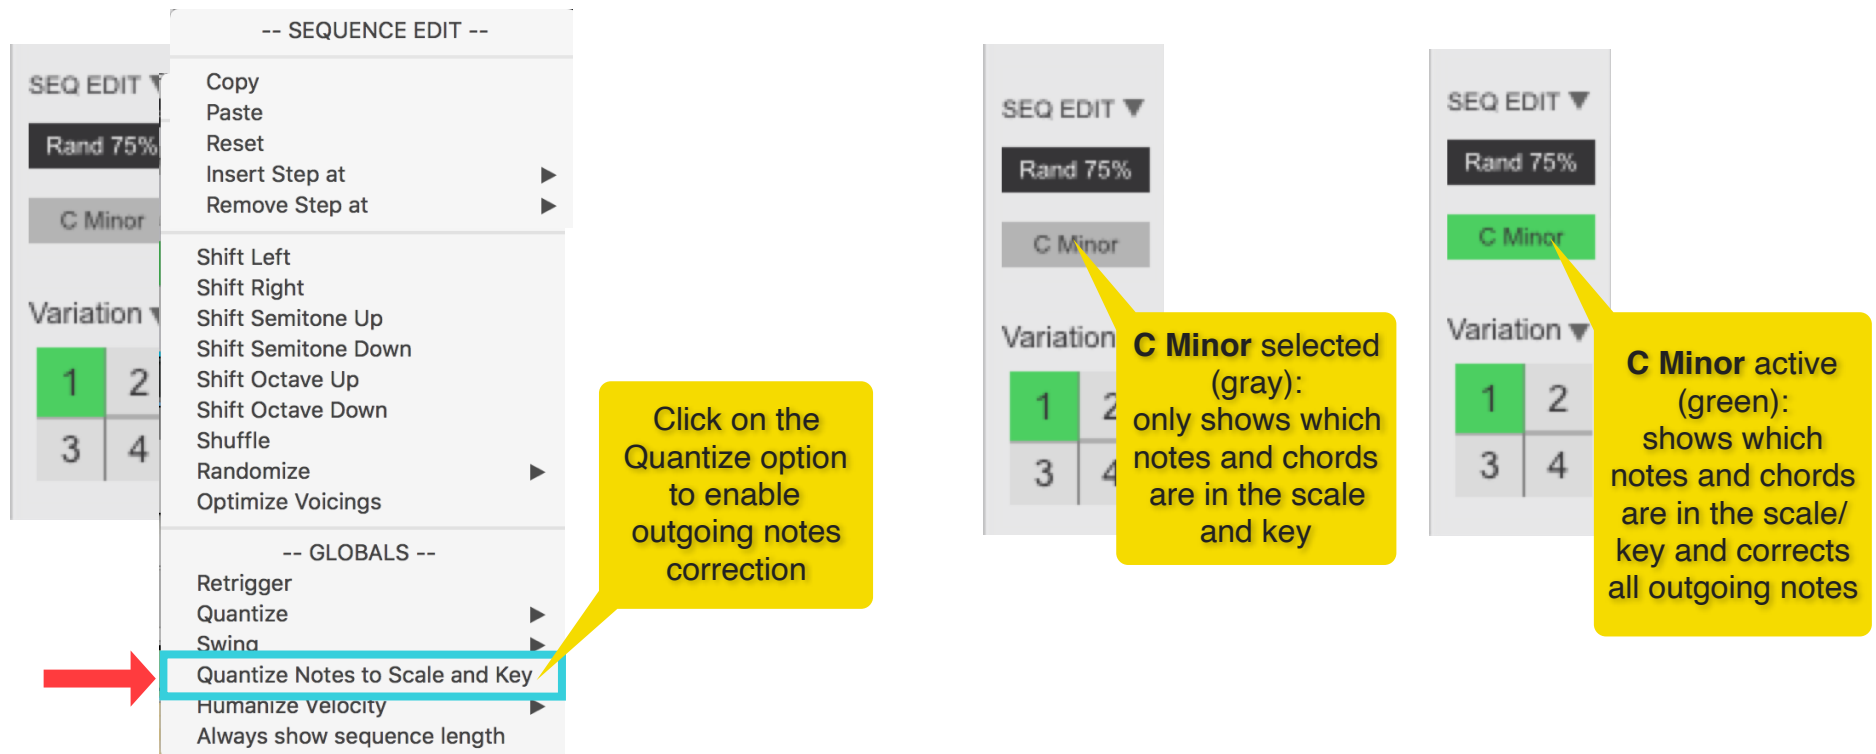 -- SEQUENCE EDIT --
SEQ EDIT ▼
Rand 75%
C Minor
Variation ▼
1 2
3 4
Copy
Paste
Reset
Insert Step at ▶
Remove Step at ▶
Shift Left
Shift Right
Shift Semitone Up
Shift Semitone Down
Shift Octave Up
Shift Octave Down
Shuffle
Randomize ▶
Optimize Voicings
-- GLOBALS --
Retrigger
Quantize ▶
Swing ▶
Quantize Notes to Scale and Key
Humanize Velocity ▶
Always show sequence length
Click on the
Quantize option
to enable
outgoing notes
correction
SEQ EDIT ▼
Rand 75%
C Minor
Variation
1 2
3 4
C Minor selected
(gray):
only shows which
notes and chords
are in the scale
and key
SEQ EDIT ▼
Rand 75%
C Minor
Variation ▼
1 2
3 4
C Minor active
(green):
shows which
notes and chords
are in the scale/
key and corrects
all outgoing notes